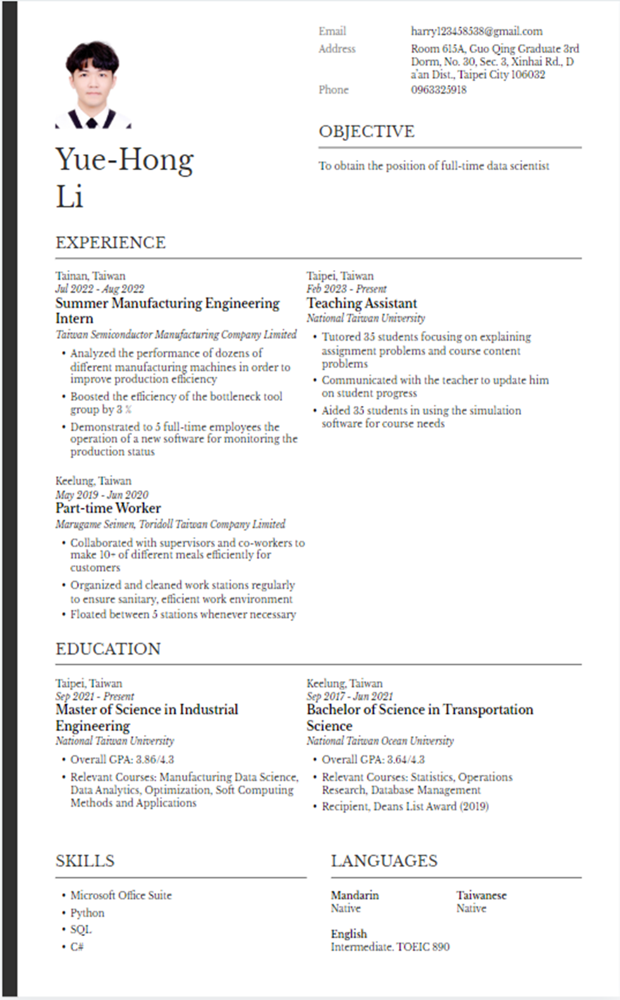 Email harry123458538@gmail.com
Address Room 615A, Guo Qing Graduate 3rd
Dorm, No. 30, Sec. 3, Xinhai Rd., D
a'an Dist., Taipei City 106032
Phone 0963325918
OBJECTIVE
To obtain the position of full-time data scientist
Yue-Hong
Li
EXPERIENCE
Tainan, Taiwan
Jul 2022 - Aug 2022
Summer Manufacturing Engineering
Intern
Taiwan Semiconductor Manufacturing Company Limited
• Analyzed the performance of dozens of
different manufacturing machines in order to
improve production efficiency
• Boosted the efficiency of the bottleneck tool
group by 3 %
• Demonstrated to 5 full-time employees the
operation of a new software for monitoring the
production status
Taipei, Taiwan
Feb 2023 - Present
Teaching Assistant
National Taiwan University
• Tutored 35 students focusing on explaining
assignment problems and course content
problems
• Communicated with the teacher to update him
on student progress
• Aided 35 students in using the simulation
software for course needs
Keelung, Taiwan
May 2019 - Jun 2020
Part-time Worker
Marugame Seimen, Toridoll Taiwan Company Limited
• Collaborated with supervisors and co-workers to
make 10+ of different meals efficiently for
customers
• Organized and cleaned work stations regularly
to ensure sanitary, efficient work environment
• Floated between 5 stations whenever necessary
EDUCATION
Taipei, Taiwan
Sep 2021 - Present
Master of Science in Industrial
Engineering
National Taiwan University
• Overall GPA: 3.86/4.3
• Relevant Courses: Manufacturing Data Science,
Data Analytics, Optimization, Soft Computing
Methods and Applications
Keelung, Taiwan
Sep 2017 - Jun 2021
Bachelor of Science in Transportation
Science
National Taiwan Ocean University
• Overall GPA: 3.64/4.3
• Relevant Courses: Statistics, Operations
Research, Database Management
• Recipient, Deans List Award (2019)
SKILLS
• Microsoft Office Suite
• Python
• SQL
• C#
LANGUAGES
Mandarin
Native
Taiwanese
Native
English
Intermediate. TOEIC 890